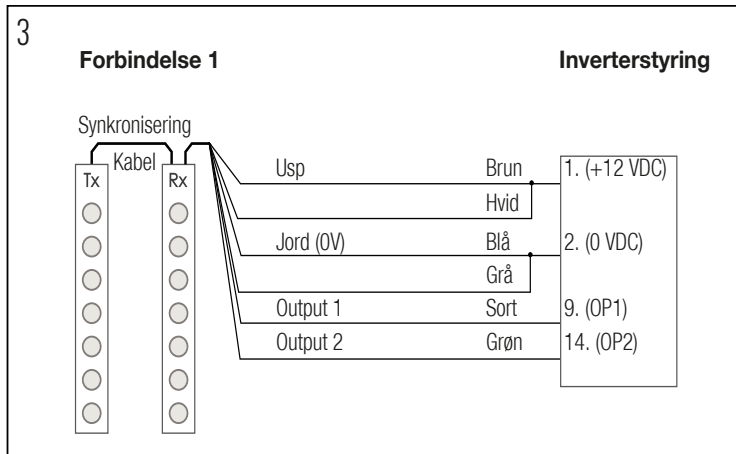 3
Forbindelse 1 Inverterstyring
Synkronisering
Kabel
Tx Rx
Usp Brun 1. (+12 VDC)
Hvid
Jord (0V) Blå 2. (0 VDC)
Grå
Output 1 Sort 9. (OP1)
Output 2 Grøn 14. (OP2)